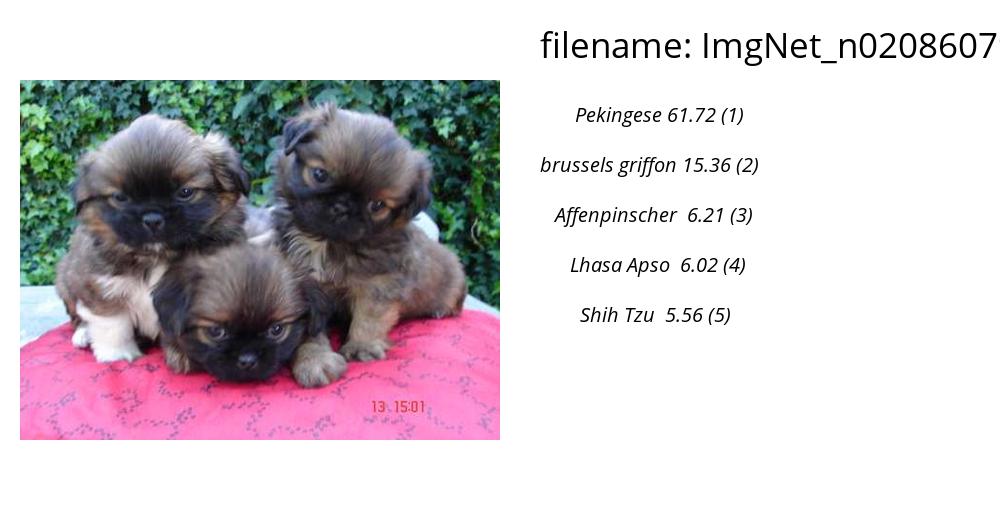 filename: ImgNet_n0208607
Pekingese 61.72 (1)
brussels griffon 15.36 (2)
Affenpinscher 6.21 (3)
Lhasa Apso 6.02 (4)
Shih Tzu 5.56 (5)
13. 15:01